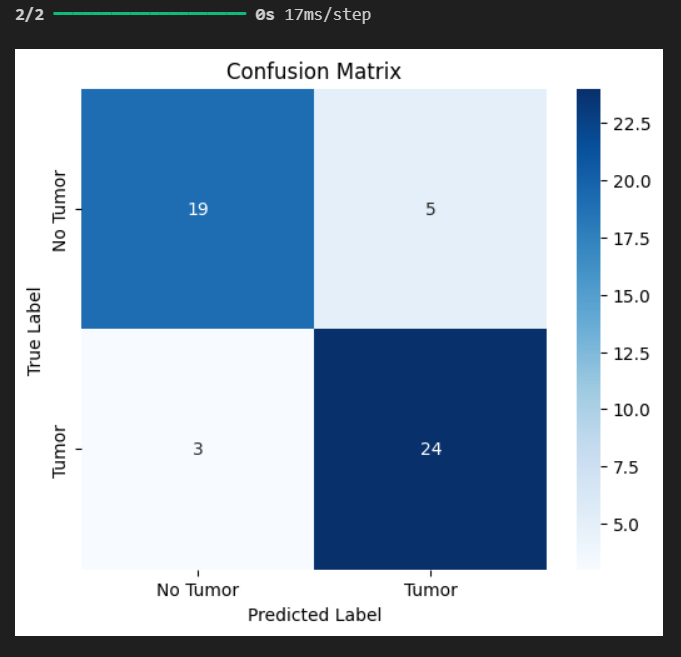 2/2 ━━━━━━━━━━━━━━━━━━━━ 0s 17ms/step
Confusion Matrix
No Tumor
Tumor
True Label
19 5
3 24
No Tumor Tumor
Predicted Label
22.5
20.0
17.5
15.0
12.5
10.0
7.5
5.0